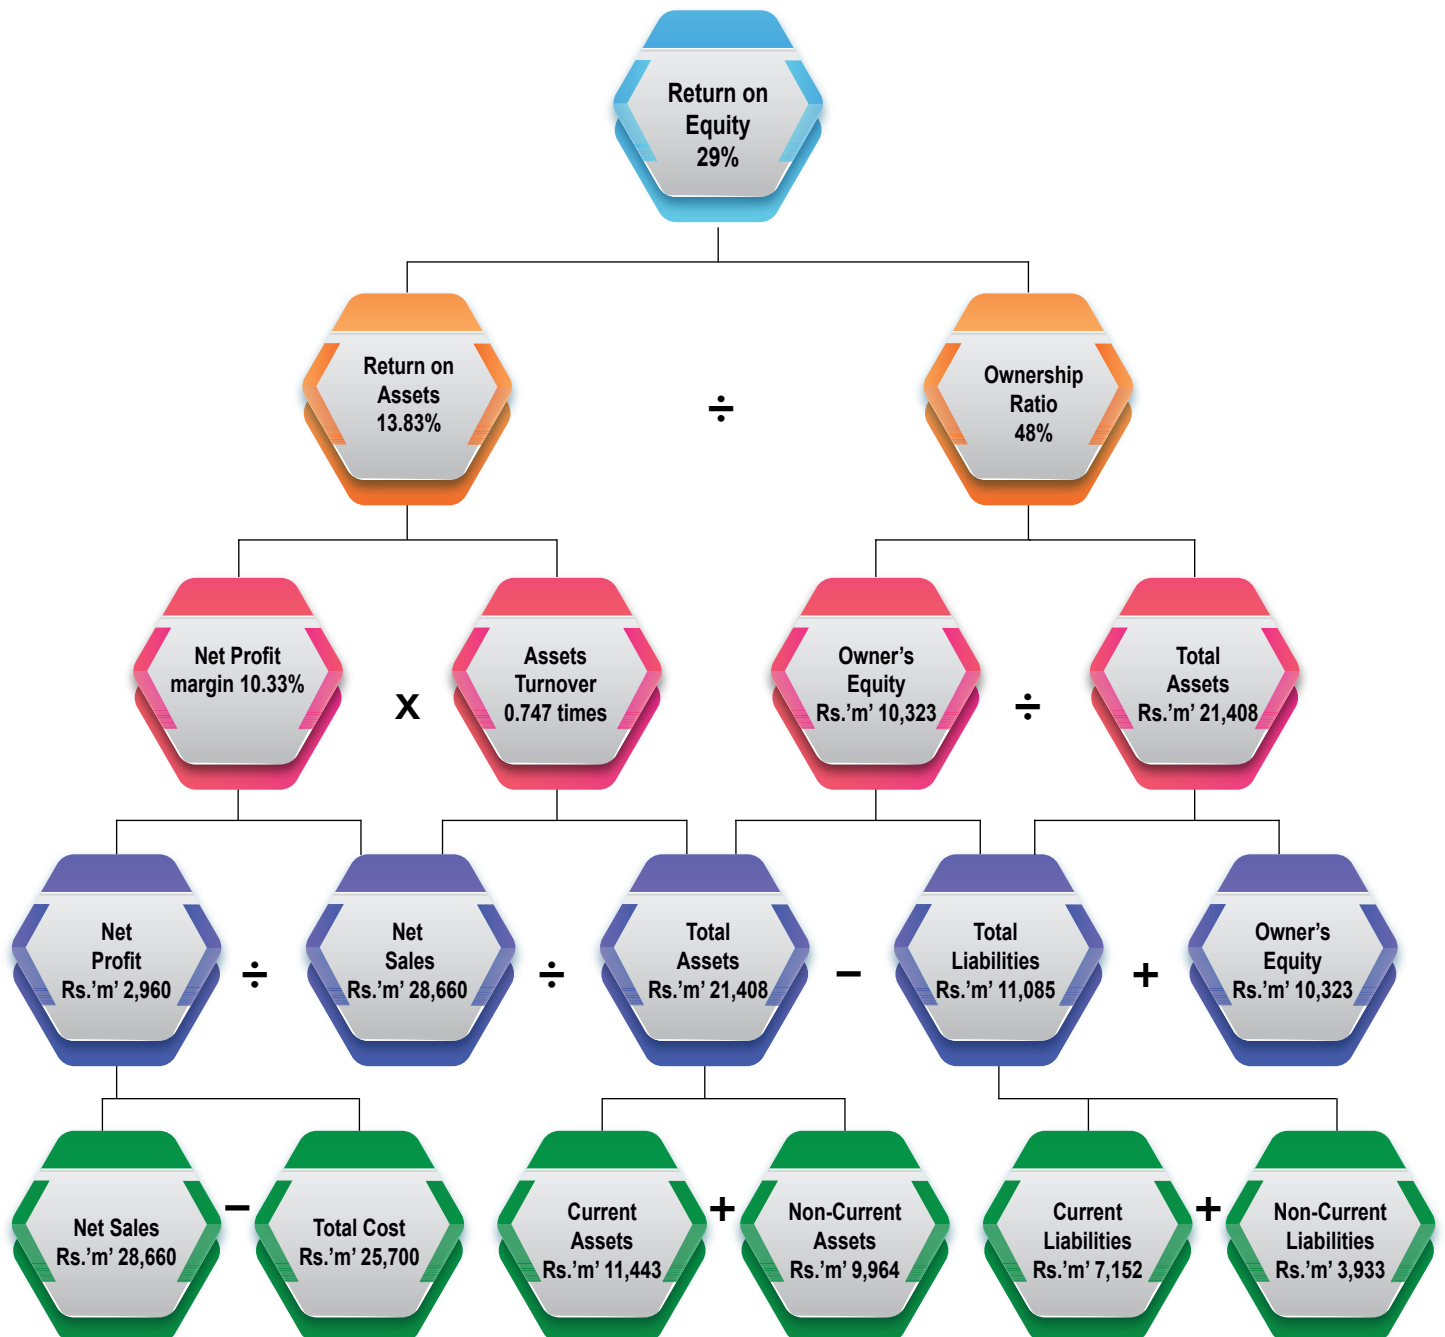 Return on
Equity
29%
Return on
Assets
13.83%
÷
Ownership
Ratio
48%
Net Profit
margin 10.33%
x
Assets
Turnover
0.747 times
Owner's
Equity
Rs.’m’ 10,323
÷
Total
Assets
Rs.’m’ 21,408
Net
Profit
Rs.’m’ 2,960
÷
Net
Sales
Rs.’m’ 28,660
÷
Total
Assets
Rs.’m’ 21,408
–
Total
Liabilities
Rs.’m’ 11,085
+
Owner’s
Equity
Rs.’m’ 10,323
Net Sales
Rs.’m’ 28,660
–
Total Cost
Rs.’m’ 25,700
Current
Assets
Rs.’m’ 11,443
+
Non-Current
Assets
Rs.’m’ 9,964
Current
Liabilities
Rs.’m’ 7,152
+
Non-Current
Liabilities
Rs.’m’ 3,933